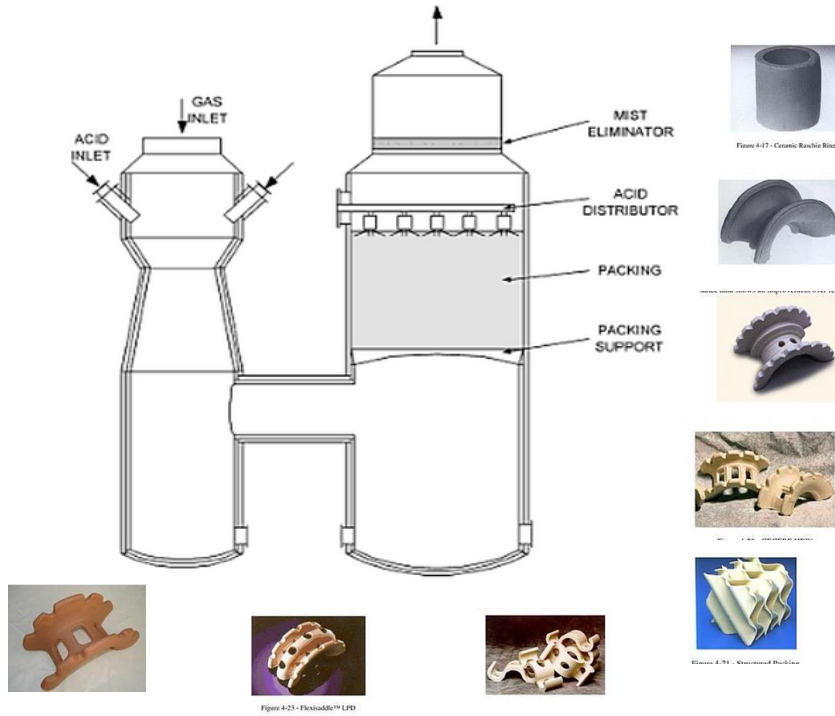 GAS
INLET
ACID
INLET
MIST
ELIMINATOR
ACID
DISTRIBUTOR
PACKING
PACKING
SUPPORT
Figure 4-17 - Ceramic Raschig Ring
Figure 4-21 - Structured Packing
Figure 4-23 - Flexisaddle™ LPD